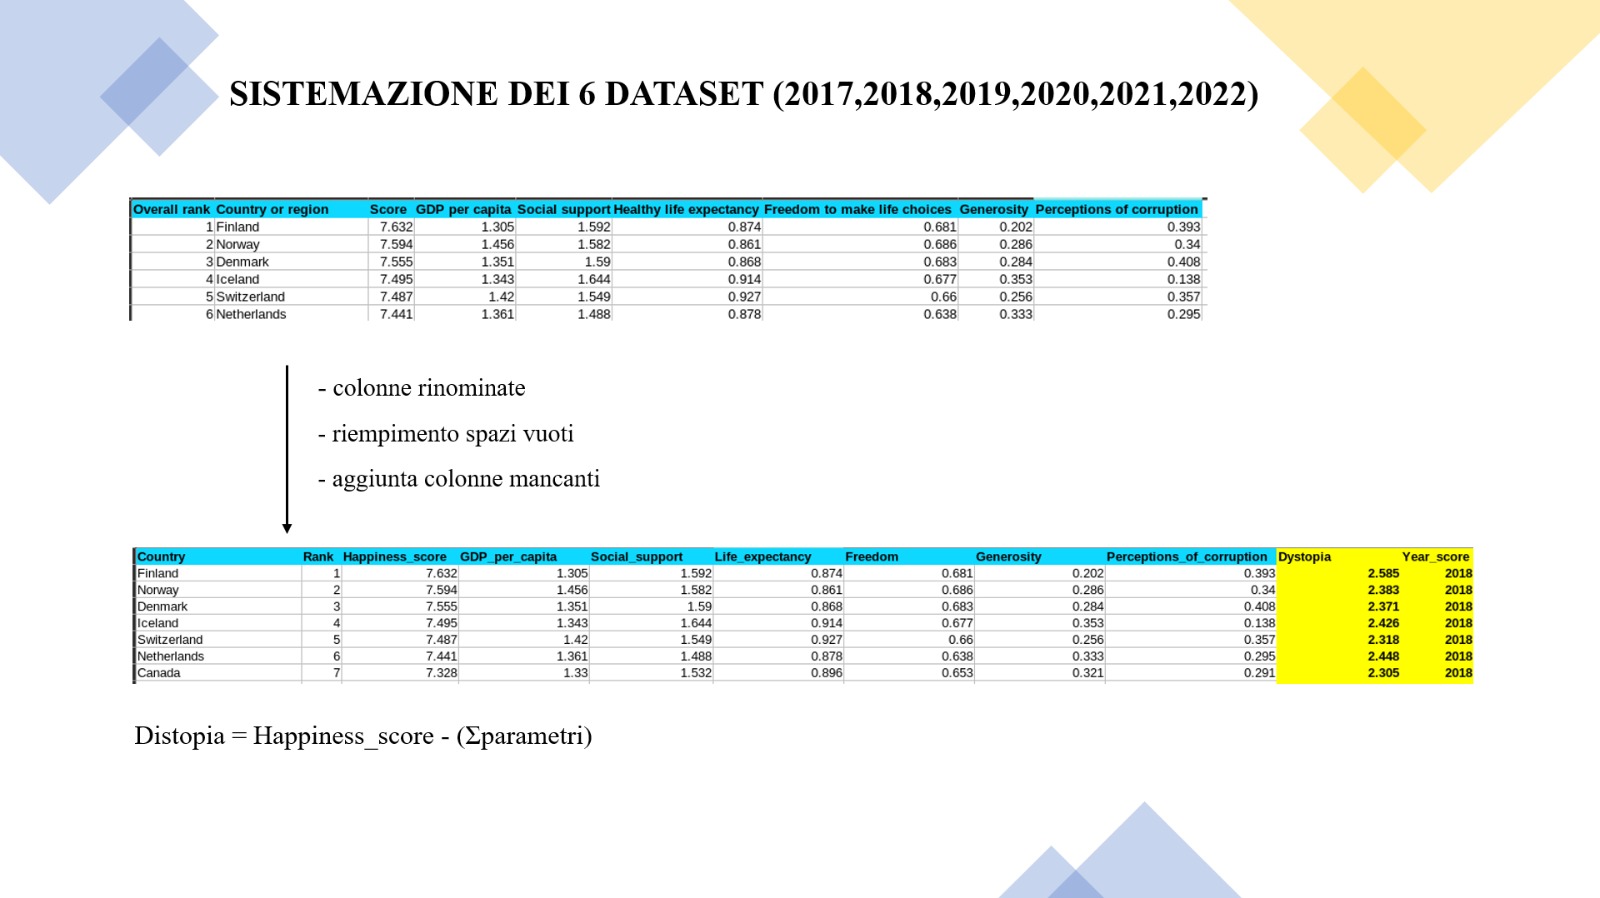 SISTEMAZIONE DEI 6 DATASET (2017,2018,2019,2020,2021,2022)
Overall rank Country or region Score GDP per capita Social support Healthy life expectancy Freedom to make life choices Generosity Perceptions of corruption
1 Finland 7.632 1.305 1.592 0.874 0.681 0.202 0.393
2 Norway 7.594 1.456 1.582 0.861 0.686 0.286 0.34
3 Denmark 7.555 1.351 1.59 0.868 0.683 0.284 0.408
4 Iceland 7.495 1.343 1.644 0.914 0.677 0.353 0.138
5 Switzerland 7.487 1.42 1.549 0.927 0.66 0.256 0.357
6 Netherlands 7.441 1.361 1.488 0.878 0.638 0.333 0.295
- colonne rinominate
- riempimento spazi vuoti
- aggiunta colonne mancanti
Country Rank Happiness_score GDP_per_capita Social_support Life_expectancy Freedom Generosity Perceptions_of_corruption Dystopia Year_score
Finland 1 7.632 1.305 1.592 0.874 0.681 0.202 0.393 2.585 2018
Norway 2 7.594 1.456 1.582 0.861 0.686 0.286 0.34 2.383 2018
Denmark 3 7.555 1.351 1.59 0.868 0.683 0.284 0.408 2.371 2018
Iceland 4 7.495 1.343 1.644 0.914 0.677 0.353 0.138 2.426 2018
Switzerland 5 7.487 1.42 1.549 0.927 0.66 0.256 0.357 2.318 2018
Netherlands 6 7.441 1.361 1.488 0.878 0.638 0.333 0.295 2.448 2018
Canada 7 7.328 1.33 1.532 0.896 0.653 0.321 0.291 2.305 2018
Distopia = Happiness_score - (Σparametri)